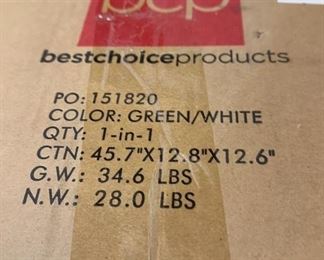 bcp
bestchoiceproducts
PO: 151820
COLOR: GREEN/WHITE
QTY: 1-in-1
CTN: 45.7"X12.8"X12.6"
G.W.: 34.6 LBS
N.W.: 28.0 LBS